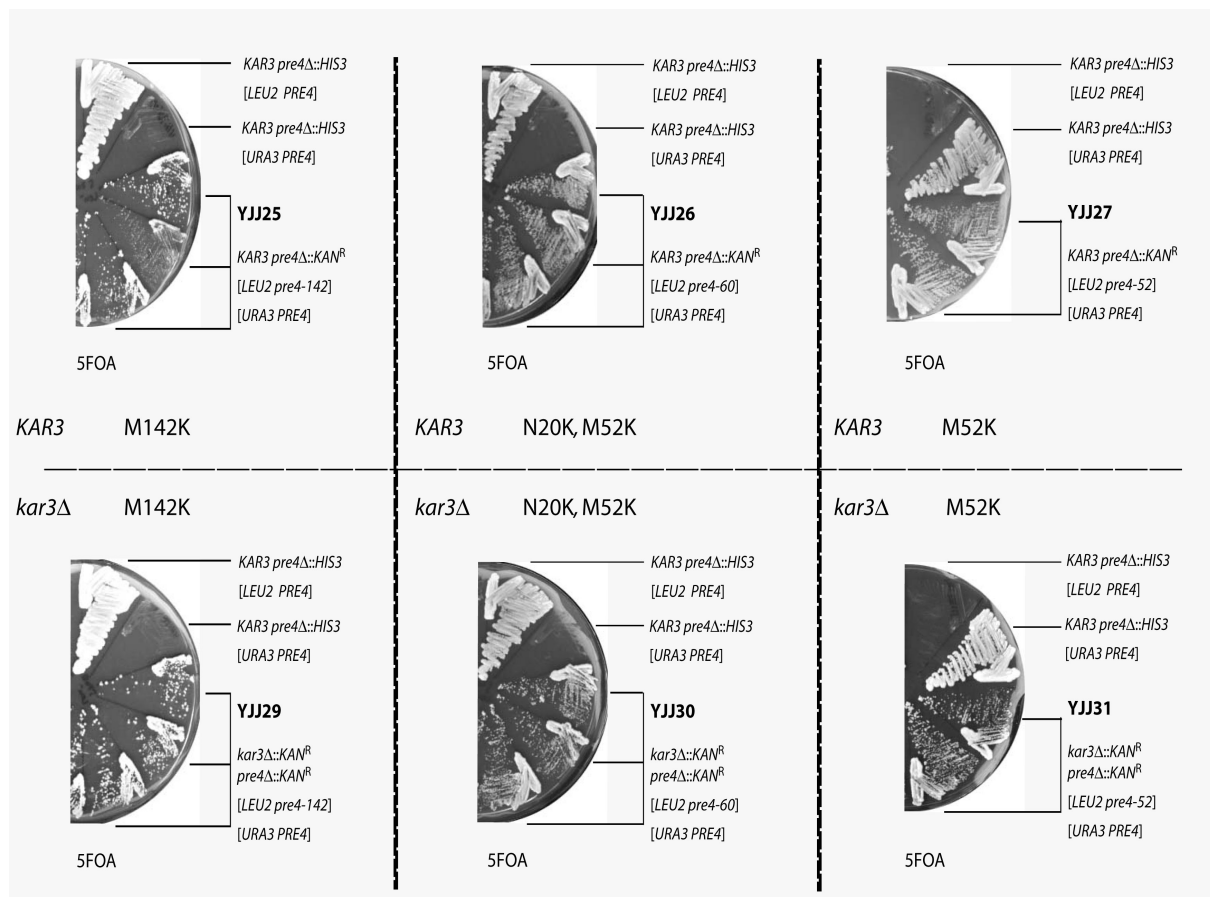 KAR3 pre4Δ::HIS3
[LEU2 PRE4]
KAR3 pre4Δ::HIS3
[URA3 PRE4]
YJJ25
KAR3 pre4Δ::KANᴿ
[LEU2 pre4-142]
[URA3 PRE4]
5FOA
KAR3 M142K
KAR3 pre4Δ::HIS3
[LEU2 PRE4]
KAR3 pre4Δ::HIS3
[URA3 PRE4]
YJJ26
KAR3 pre4Δ::KANᴿ
[LEU2 pre4-60]
[URA3 PRE4]
5FOA
KAR3 N20K, M52K
KAR3 pre4Δ::HIS3
[LEU2 PRE4]
KAR3 pre4Δ::HIS3
[URA3 PRE4]
YJJ27
KAR3 pre4Δ::KANᴿ
[LEU2 pre4-52]
[URA3 PRE4]
5FOA
KAR3 M52K
kar3Δ M142K
KAR3 pre4Δ::HIS3
[LEU2 PRE4]
KAR3 pre4Δ::HIS3
[URA3 PRE4]
YJJ29
kar3Δ::KANᴿ
pre4Δ::KANᴿ
[LEU2 pre4-142]
[URA3 PRE4]
5FOA
kar3Δ N20K, M52K
KAR3 pre4Δ::HIS3
[LEU2 PRE4]
KAR3 pre4Δ::HIS3
[URA3 PRE4]
YJJ30
kar3Δ::KANᴿ
pre4Δ::KANᴿ
[LEU2 pre4-60]
[URA3 PRE4]
5FOA
kar3Δ M52K
KAR3 pre4Δ::HIS3
[LEU2 PRE4]
KAR3 pre4Δ::HIS3
[URA3 PRE4]
YJJ31
kar3Δ::KANᴿ
pre4Δ::KANᴿ
[LEU2 pre4-52]
[URA3 PRE4]
5FOA